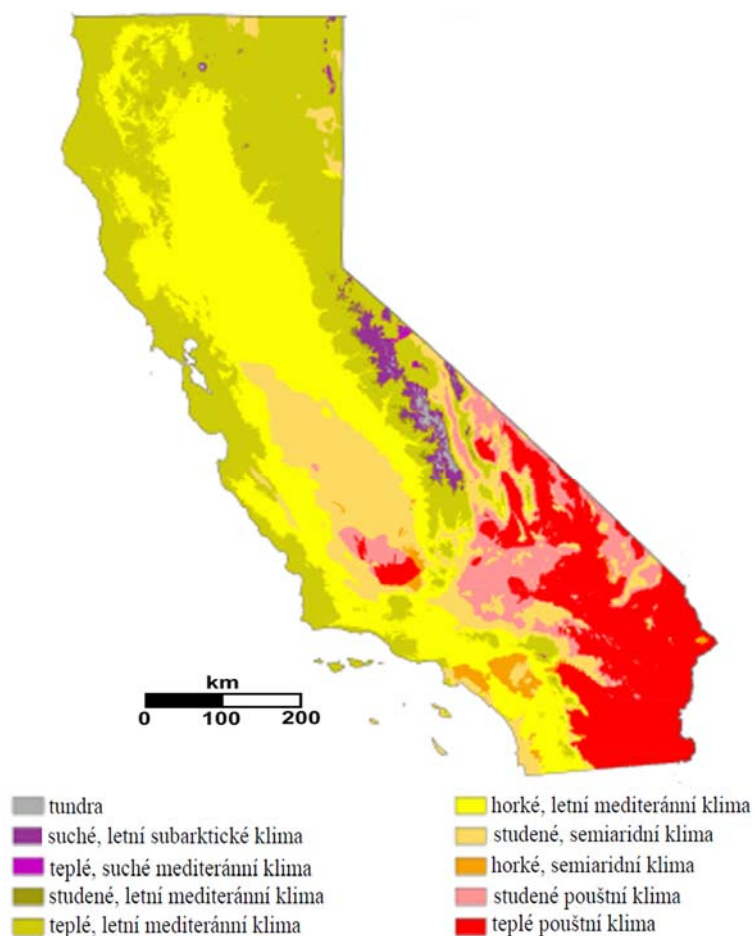 km
0 100 200
tundra
suché, letní subarktické klima
teplé, suché mediteránní klima
studené, letní mediteránní klima
teplé, letní mediteránní klima
horké, letní mediteránní klima
studené, semiaridní klima
horké, semiaridní klima
studené pouštní klima
teplé pouštní klima